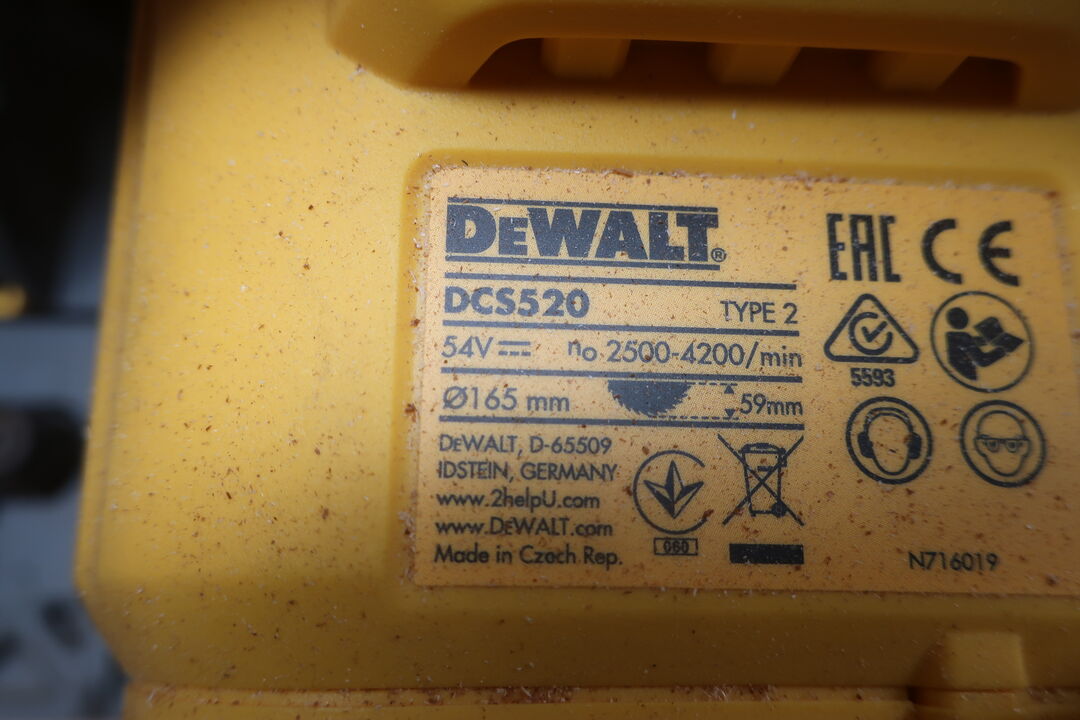 DEWALT®
DCS520 TYPE 2
54V n₀ 2500-4200/min
Ø165 mm 59mm
DEWALT, D-65509
IDSTEIN, GERMANY
www.2helpU.com
www.DEWALT.com
Made in Czech Rep.
060
EAC CE
5593
N716019